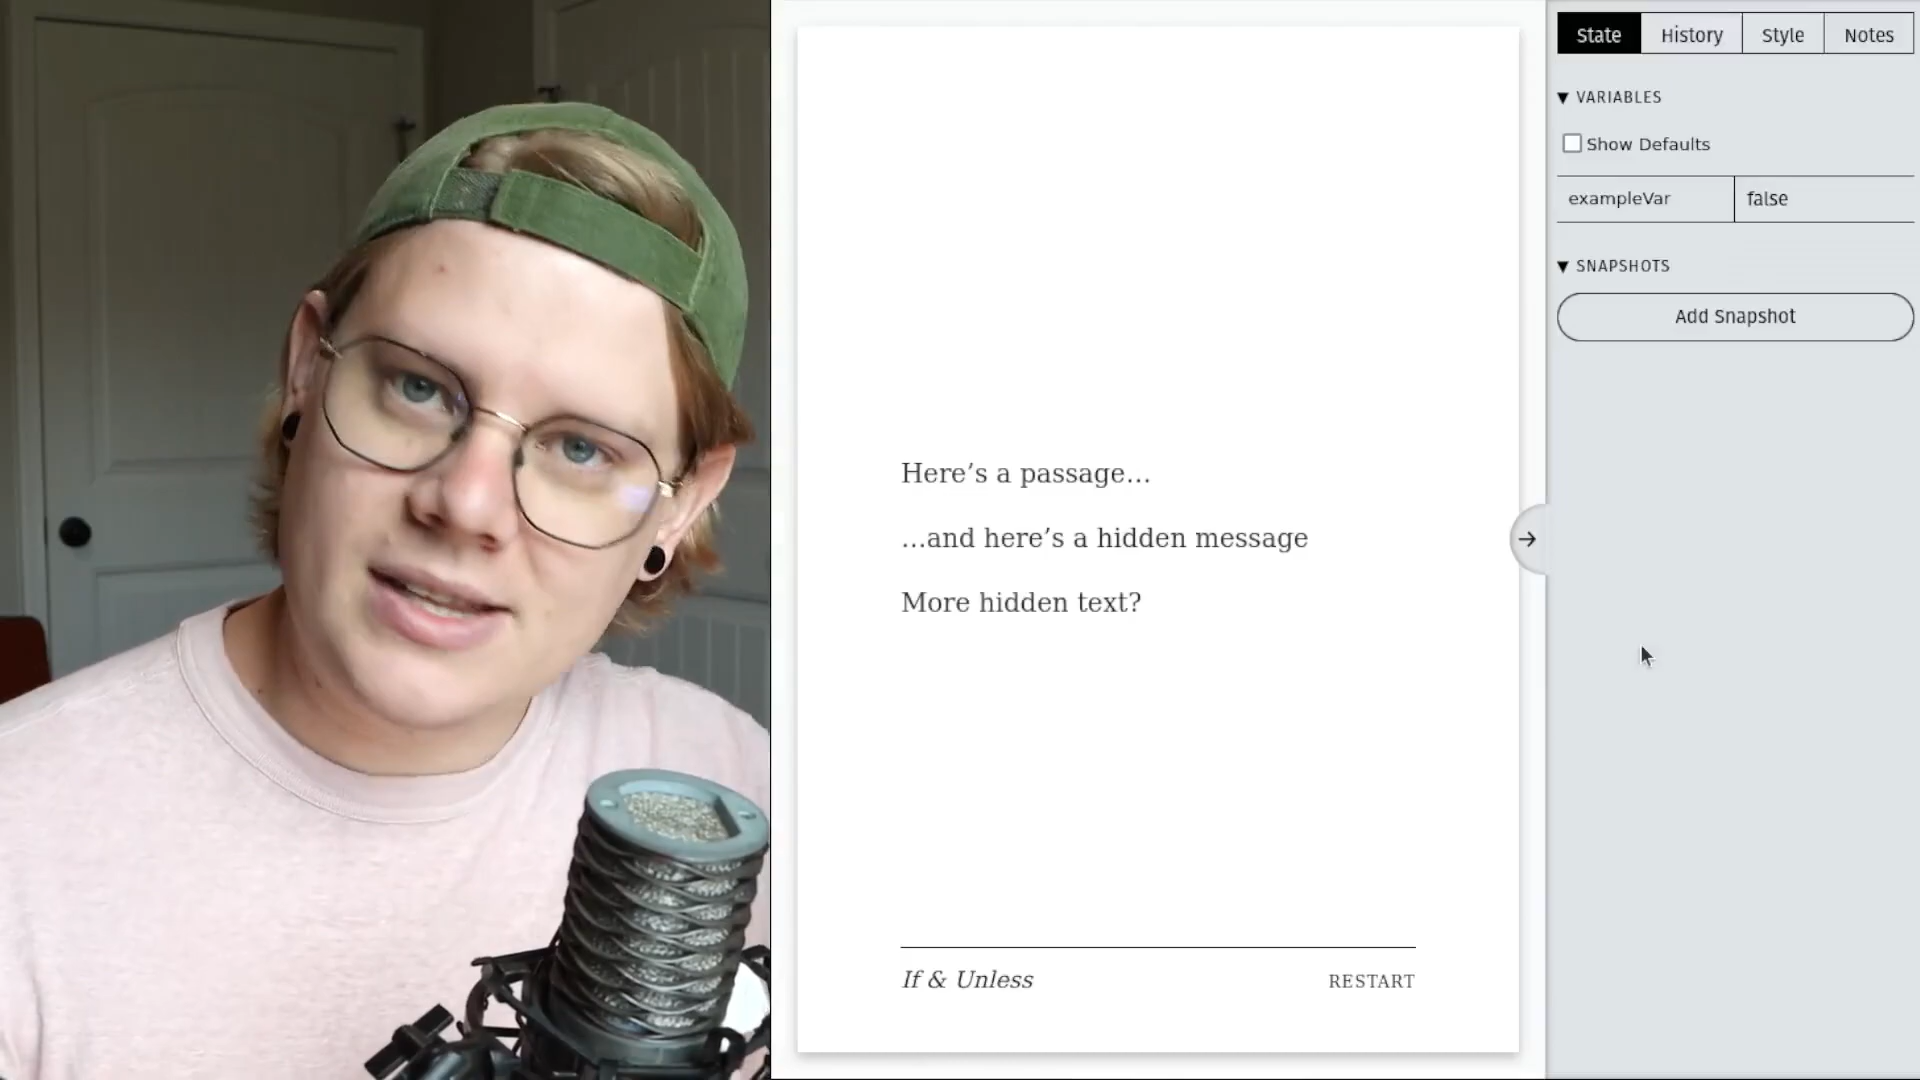 Here’s a passage…
…and here’s a hidden message
More hidden text?
If & Unless
RESTART
State
History
Style
Notes
▼ VARIABLES
Show Defaults
exampleVar
false
▼ SNAPSHOTS
Add Snapshot